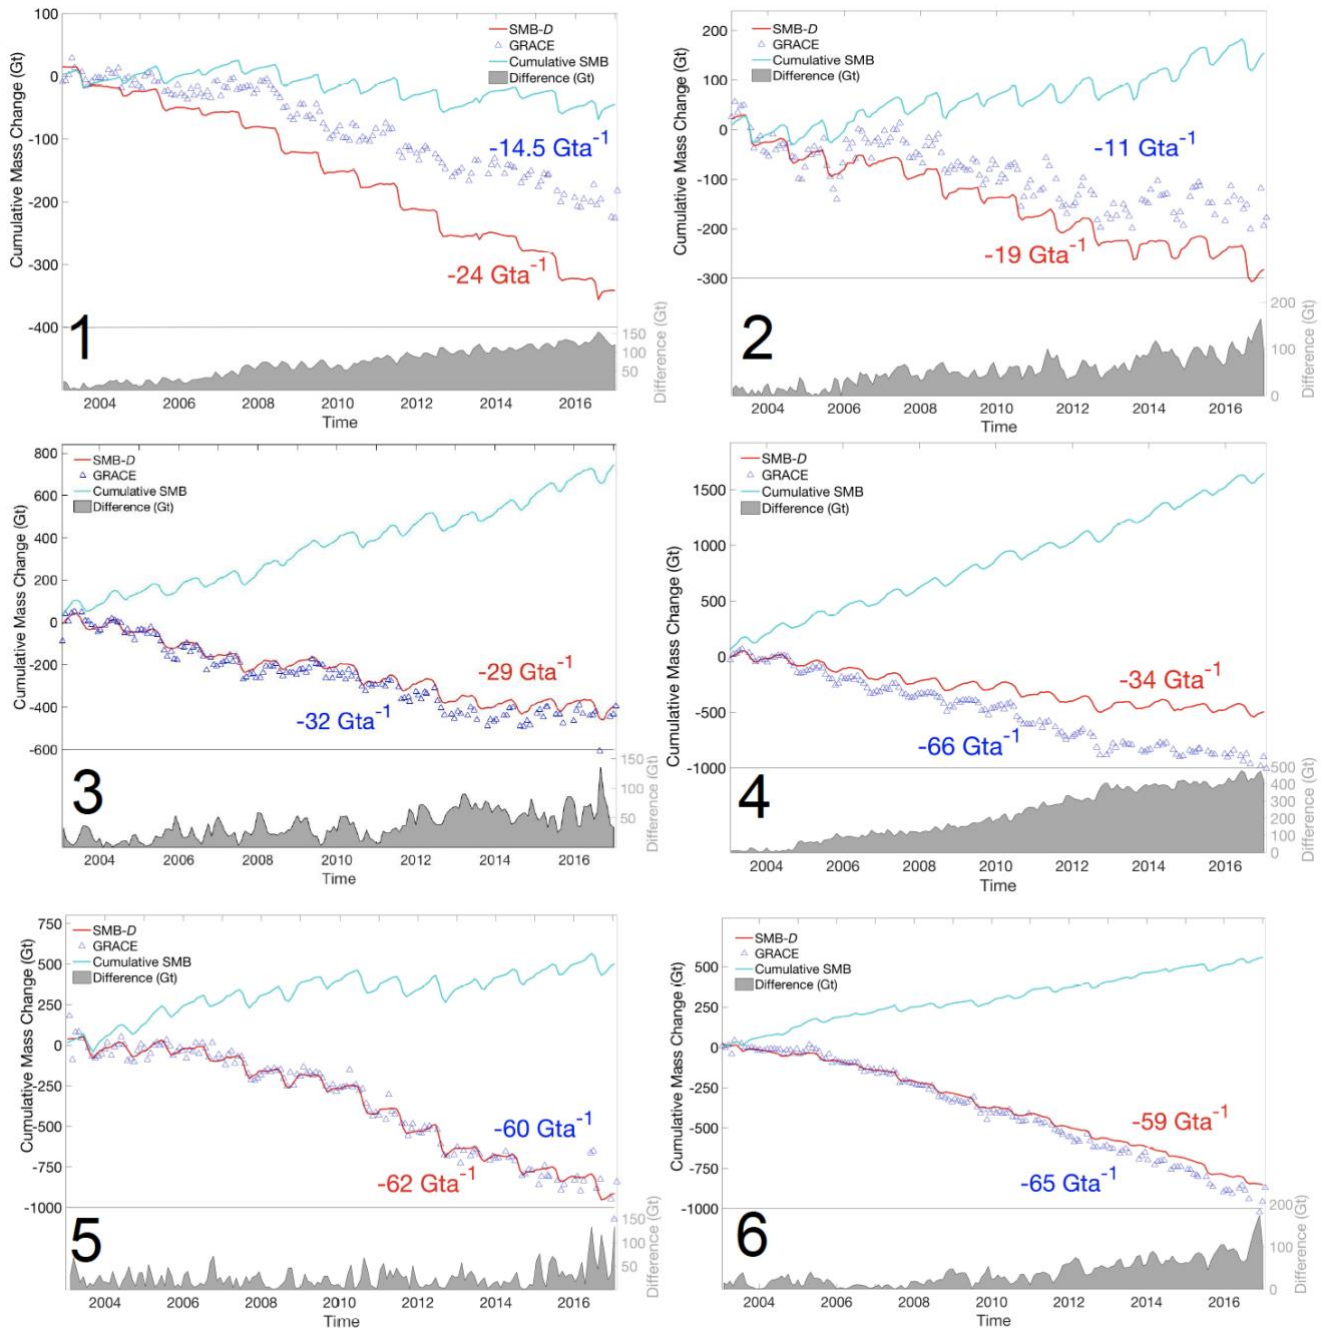 100
0
-100
-200
-300
-400
Cumulative Mass Change (Gt)
SMB-D
GRACE
Cumulative SMB
Difference (Gt)
-14.5 Gta⁻¹
-24 Gta⁻¹
1
150
100
50
Difference (Gt)
2004 2006 2008 2010 2012 2014 2016
Time
200
100
0
-100
-200
-300
Cumulative Mass Change (Gt)
SMB-D
GRACE
Cumulative SMB
Difference (Gt)
-11 Gta⁻¹
-19 Gta⁻¹
2
200
100
0
Difference (Gt)
2004 2006 2008 2010 2012 2014 2016
Time
800
600
400
200
0
-200
-400
-600
Cumulative Mass Change (Gt)
SMB-D
GRACE
Cumulative SMB
Difference (Gt)
-29 Gta⁻¹
-32 Gta⁻¹
3
150
100
50
Difference (Gt)
2004 2006 2008 2010 2012 2014 2016
Time
1500
1000
500
0
-500
-1000
Cumulative Mass Change (Gt)
SMB-D
GRACE
Cumulative SMB
Difference (Gt)
-34 Gta⁻¹
-66 Gta⁻¹
4
500
400
300
200
100
0
Difference (Gt)
2004 2006 2008 2010 2012 2014 2016
Time
750
500
250
0
-250
-500
-750
-1000
Cumulative Mass Change (Gt)
SMB-D
GRACE
Cumulative SMB
Difference (Gt)
-60 Gta⁻¹
-62 Gta⁻¹
5
150
100
50
Difference (Gt)
2004 2006 2008 2010 2012 2014 2016
Time
500
250
0
-250
-500
-750
-1000
Cumulative Mass Change (Gt)
SMB-D
GRACE
Cumulative SMB
Difference (Gt)
-59 Gta⁻¹
-65 Gta⁻¹
6
200
100
0
Difference (Gt)
2004 2006 2008 2010 2012 2014 2016
Time